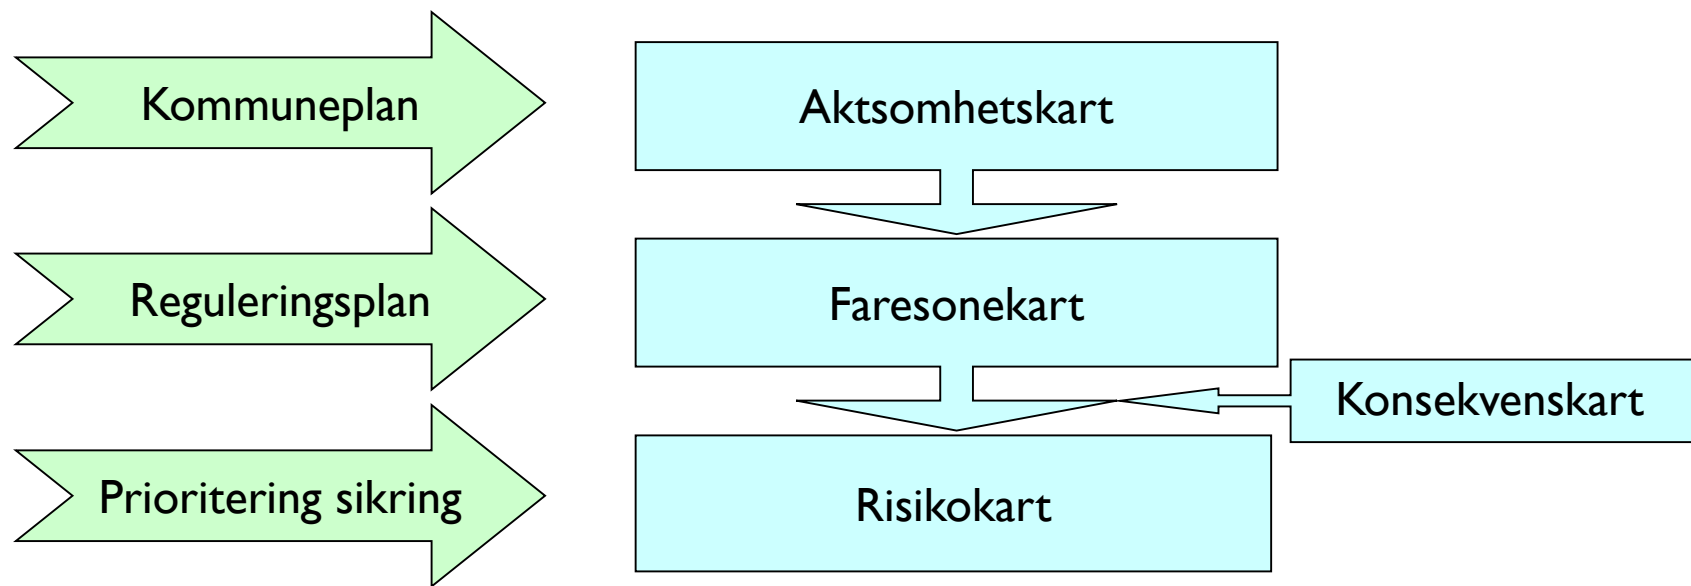 Kommuneplan
Aktsomhetskart
Reguleringsplan
Faresonekart
Konsekvenskart
Prioritering sikring
Risikokart